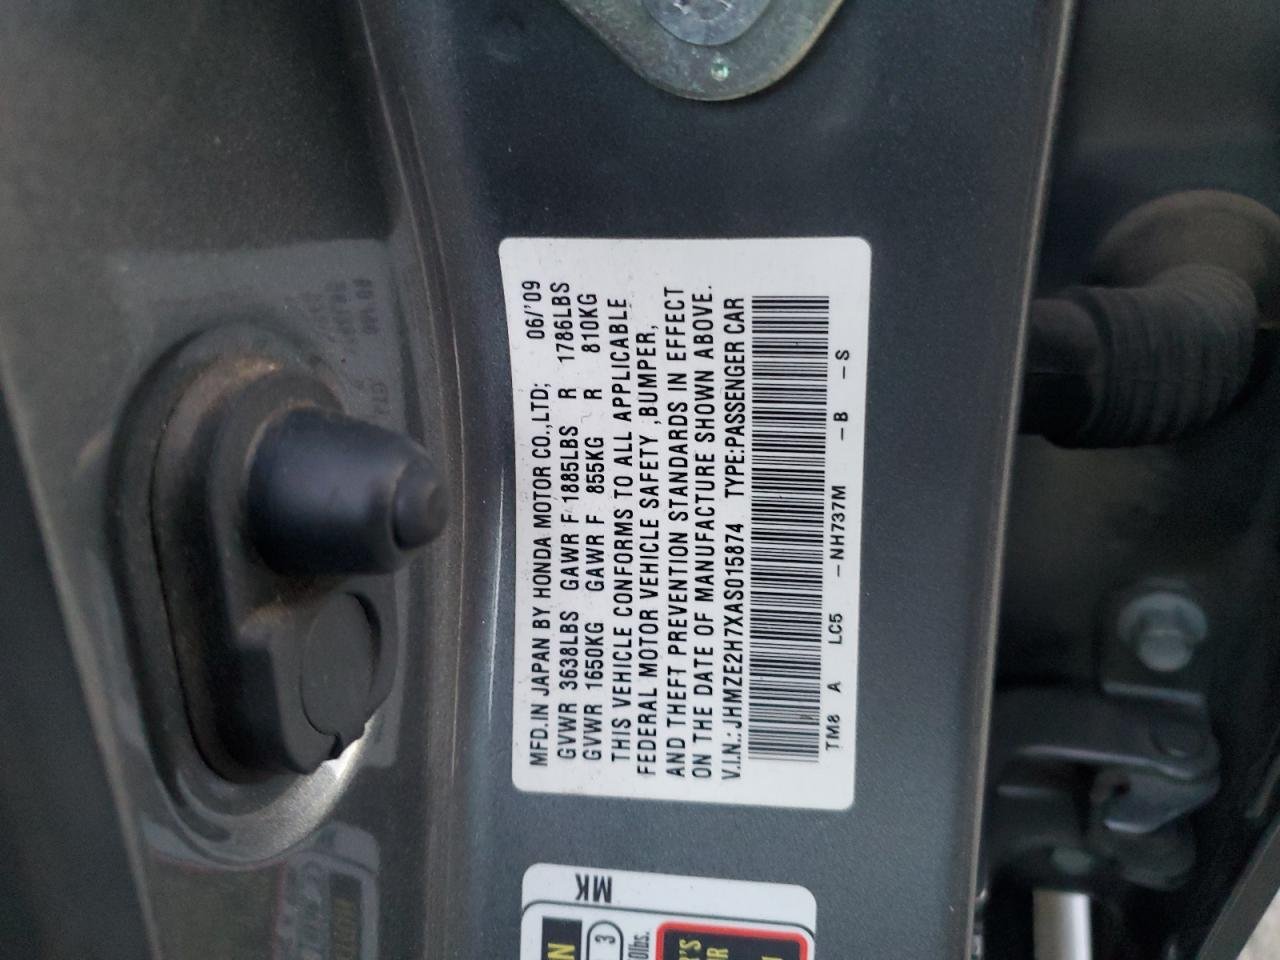 MFD.IN JAPAN BY HONDA MOTOR CO.,LTD; 06/'09
GVWR 3638LBS GAWR F 1885LBS R 1786LBS
GVWR 1650KG GAWR F 855KG R 810KG
THIS VEHICLE CONFORMS TO ALL APPLICABLE
FEDERAL MOTOR VEHICLE SAFETY ,BUMPER,
AND THEFT PREVENTION STANDARDS IN EFFECT
ON THE DATE OF MANUFACTURE SHOWN ABOVE.
V.I.N.: JHMZE2H7XAS015874 TYPE:PASSENGER CAR
TM8 A LC5 -NH737M -B -S
MK
3